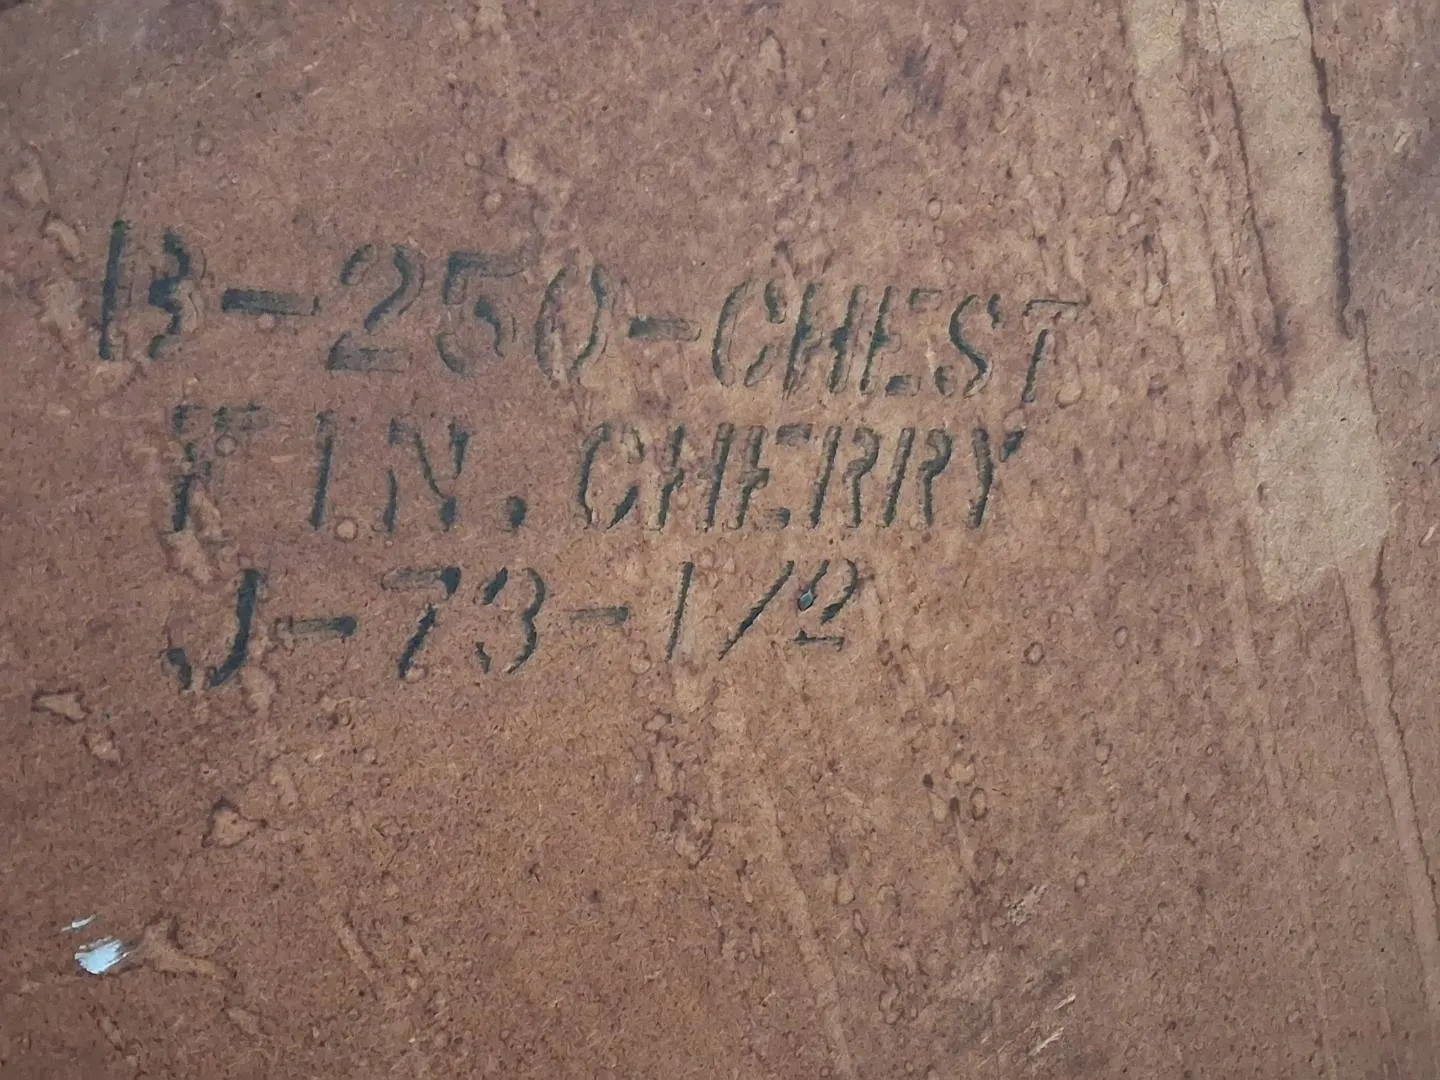 B-250-CHEST
FIN. CHERRY
J-73-1/2